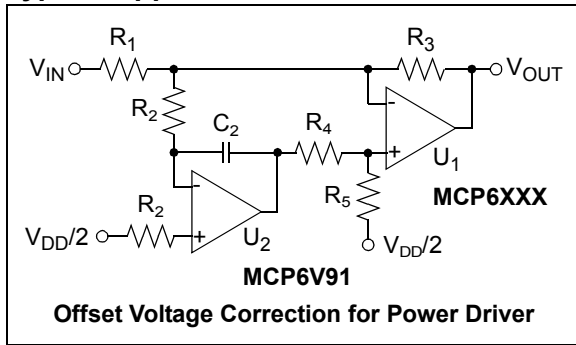 R1
R3
VIN
VOUT
R2
C2
R4
-
-
+
U1
R5
MCP6XXX
R2
VDD/2
+
U2
VDD/2
MCP6V91
Offset Voltage Correction for Power Driver